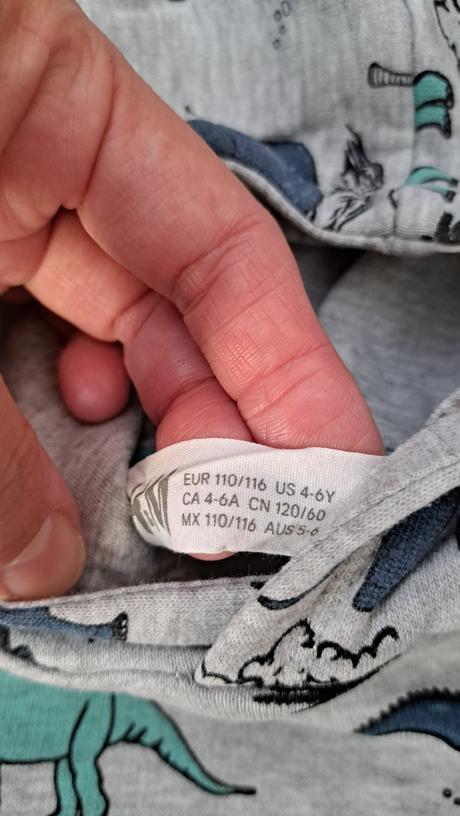 EUR 110/116 US 4-6Y
CA 4-6A CN 120/60
MX 110/116 AUS 5-6